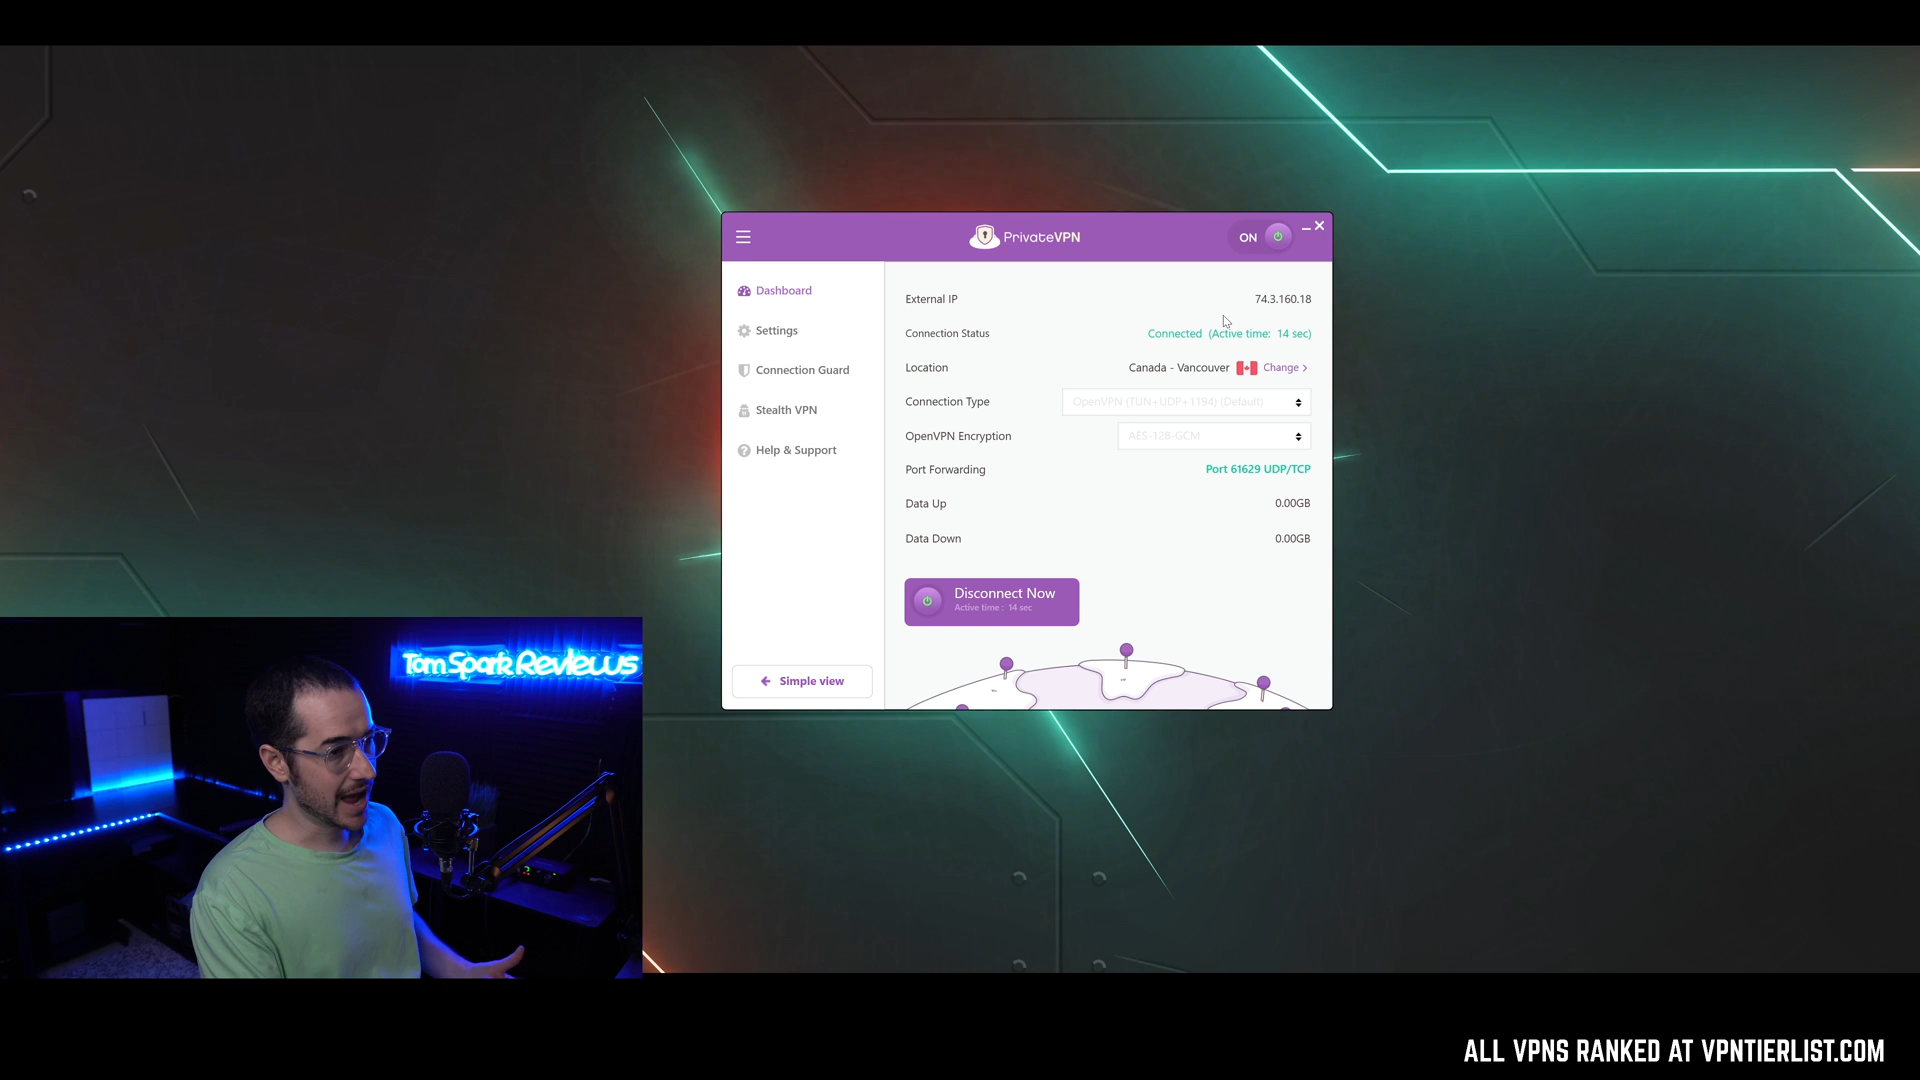 PrivateVPN
ON
Dashboard
Settings
Connection Guard
Stealth VPN
Help & Support
Simple view
External IP 74.3.160.18
Connection Status Connected (Active time: 14 sec)
Location Canada - Vancouver Change >
Connection Type OpenVPN (TUN+UDP+1194) (Default)
OpenVPN Encryption AES-128-GCM
Port Forwarding Port 61629 UDP/TCP
Data Up 0.00GB
Data Down 0.00GB
Disconnect Now
Active time : 14 sec
Tom Spark Reviews
ALL VPNS RANKED AT VPNTIERLIST.COM